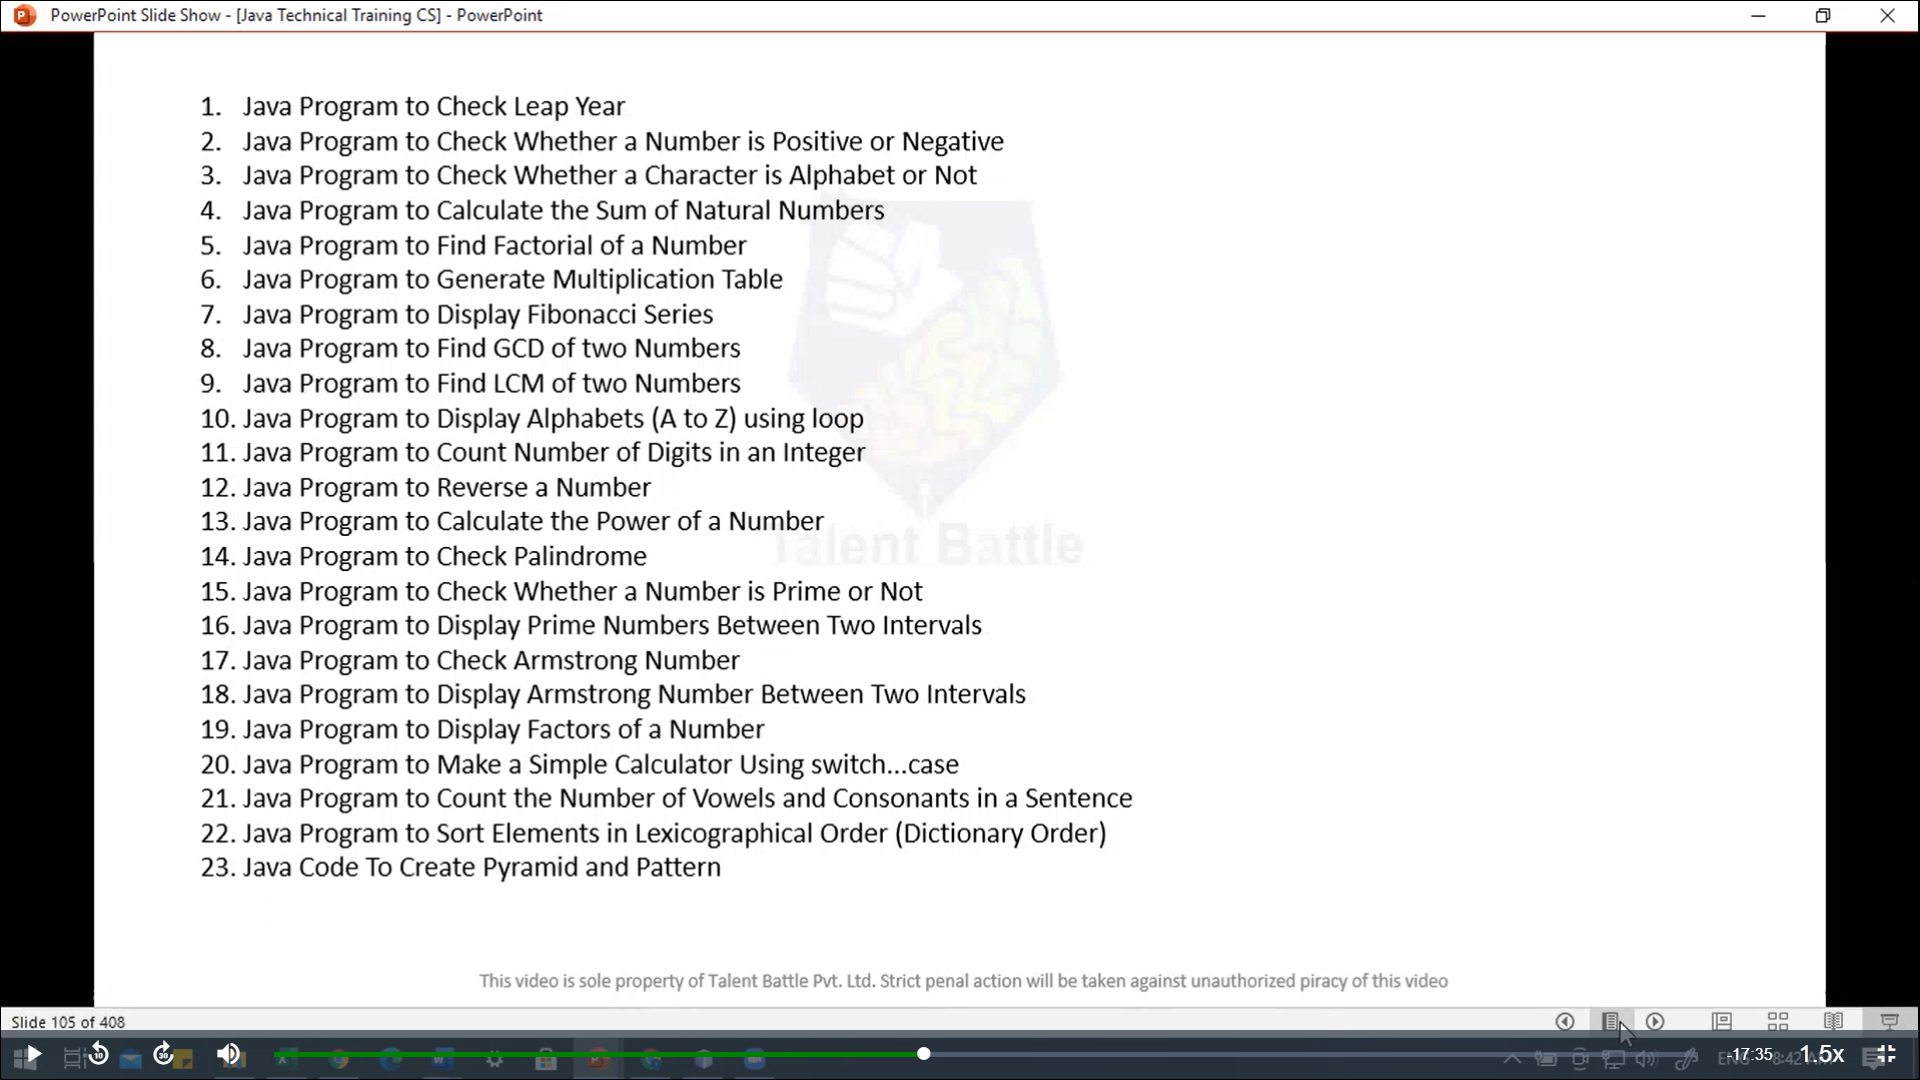 PowerPoint Slide Show - [Java Technical Training CS] - PowerPoint
1. Java Program to Check Leap Year
2. Java Program to Check Whether a Number is Positive or Negative
3. Java Program to Check Whether a Character is Alphabet or Not
4. Java Program to Calculate the Sum of Natural Numbers
5. Java Program to Find Factorial of a Number
6. Java Program to Generate Multiplication Table
7. Java Program to Display Fibonacci Series
8. Java Program to Find GCD of two Numbers
9. Java Program to Find LCM of two Numbers
10. Java Program to Display Alphabets (A to Z) using loop
11. Java Program to Count Number of Digits in an Integer
12. Java Program to Reverse a Number
13. Java Program to Calculate the Power of a Number
Talent Battle
14. Java Program to Check Palindrome
15. Java Program to Check Whether a Number is Prime or Not
16. Java Program to Display Prime Numbers Between Two Intervals
17. Java Program to Check Armstrong Number
18. Java Program to Display Armstrong Number Between Two Intervals
19. Java Program to Display Factors of a Number
20. Java Program to Make a Simple Calculator Using switch...case
21. Java Program to Count the Number of Vowels and Consonants in a Sentence
22. Java Program to Sort Elements in Lexicographical Order (Dictionary Order)
23. Java Code To Create Pyramid and Pattern
This video is sole property of Talent Battle Pvt. Ltd. Strict penal action will be taken against unauthorized piracy of this video
Slide 105 of 408
10 30 -17:35 1.5x